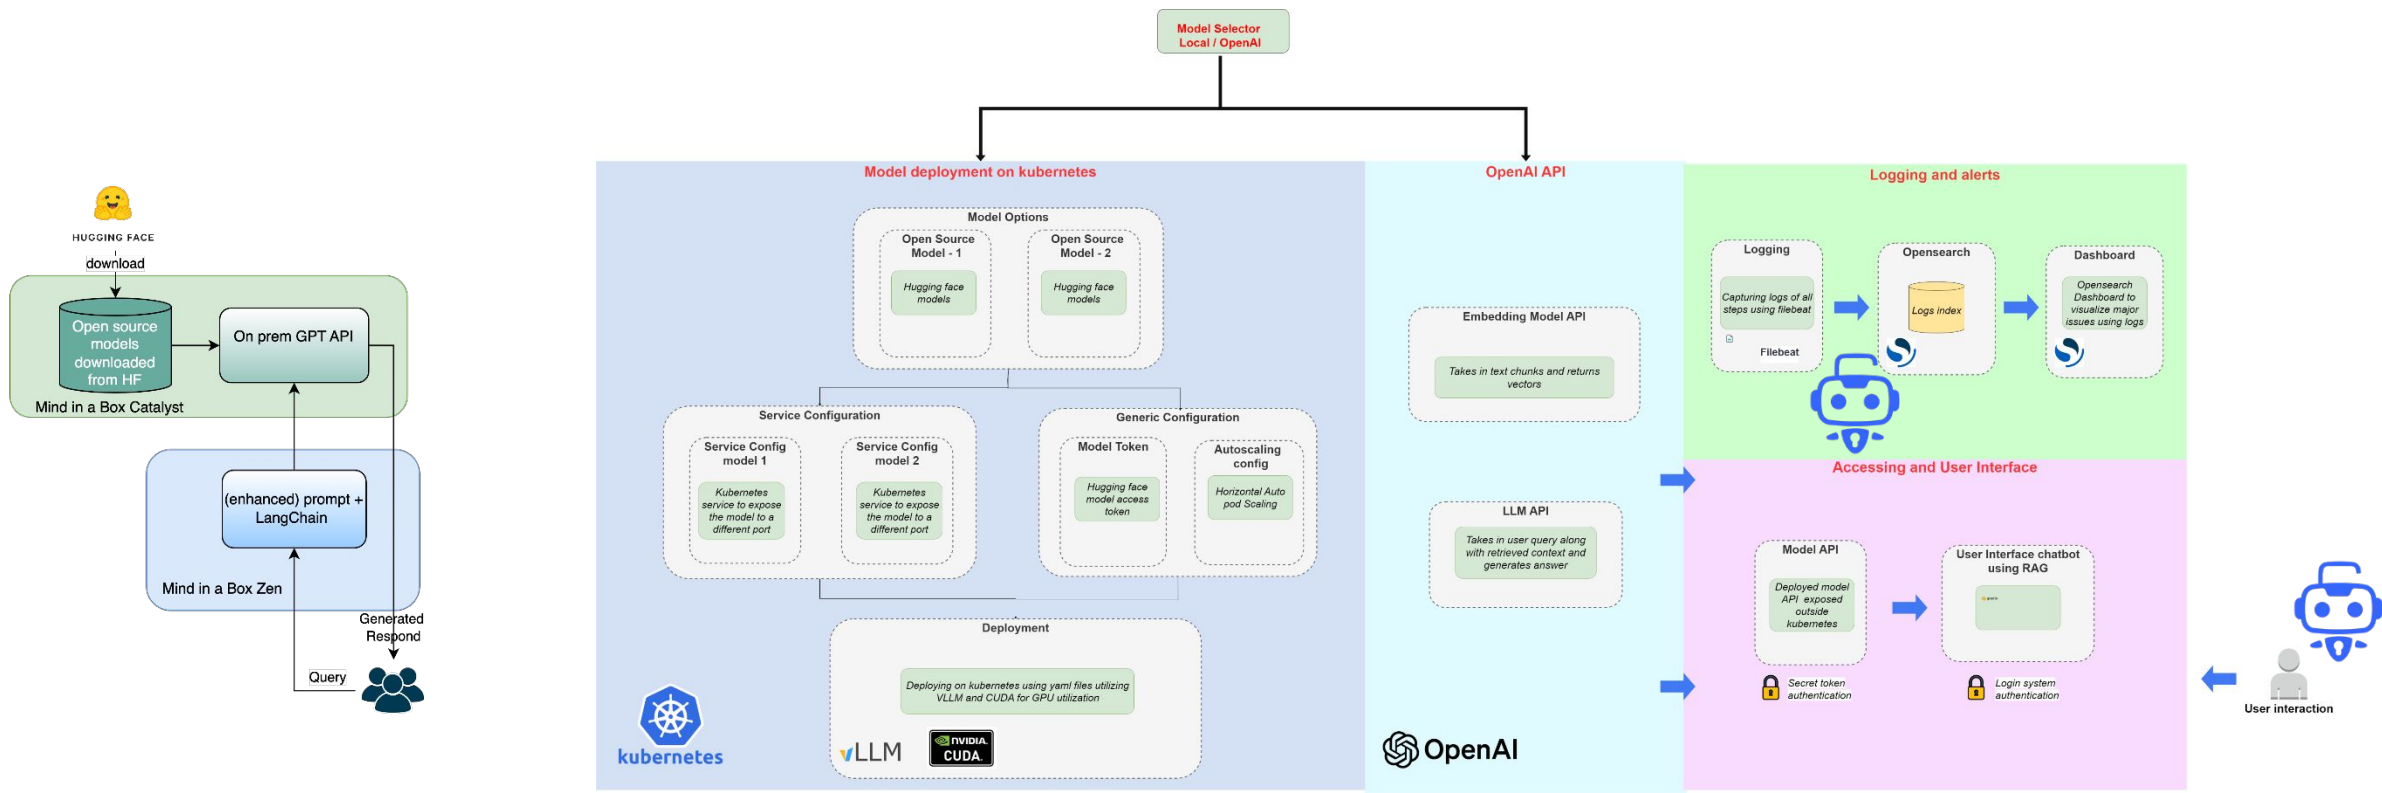 Model Selector
Local / OpenAI
HUGGING FACE
download
Open source
models
downloaded
from HF
On prem GPT API
Mind in a Box Catalyst
(enhanced) prompt +
LangChain
Mind in a Box Zen
Generated
Respond
Query
Model deployment on kubernetes
Model Options
Open Source
Model - 1
Hugging face
models
Open Source
Model - 2
Hugging face
models
Service Configuration
Service Config
model 1
Kubernetes
service to expose
the model to a
different port
Service Config
model 2
Kubernetes
service to expose
the model to a
different port
Generic Configuration
Model Token
Hugging face
model access
token
Autoscaling
config
Horizontal Auto
pod Scaling
Deployment
Deploying on kubernetes using yaml files utilizing
VLLM and CUDA for GPU utilization
kubernetes
vLLM
NVIDIA.
CUDA.
OpenAI API
Embedding Model API
Takes in text chunks and returns
vectors
LLM API
Takes in user query along
with retrieved context and
generates answer
OpenAI
Logging and alerts
Logging
Capturing logs of all
steps using filebeat
Filebeat
Opensearch
Logs index
Dashboard
Opensearch
Dashboard to
visualize major
issues using logs
Accessing and User Interface
Model API
Deployed model
API exposed
outside
kubernetes
Secret token
authentication
User Interface chatbot
using RAG
Login system
authentication
User interaction